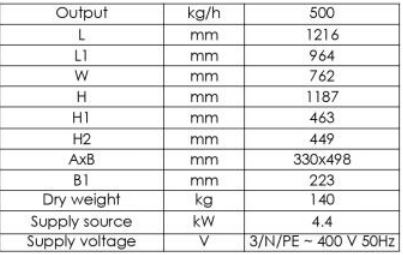 Output kg/h 500
L mm 1216
L1 mm 964
W mm 762
H mm 1187
H1 mm 463
H2 mm 449
AxB mm 330x498
B1 mm 223
Dry weight kg 140
Supply source kW 4.4
Supply voltage V 3/N/PE ~ 400 V 50Hz